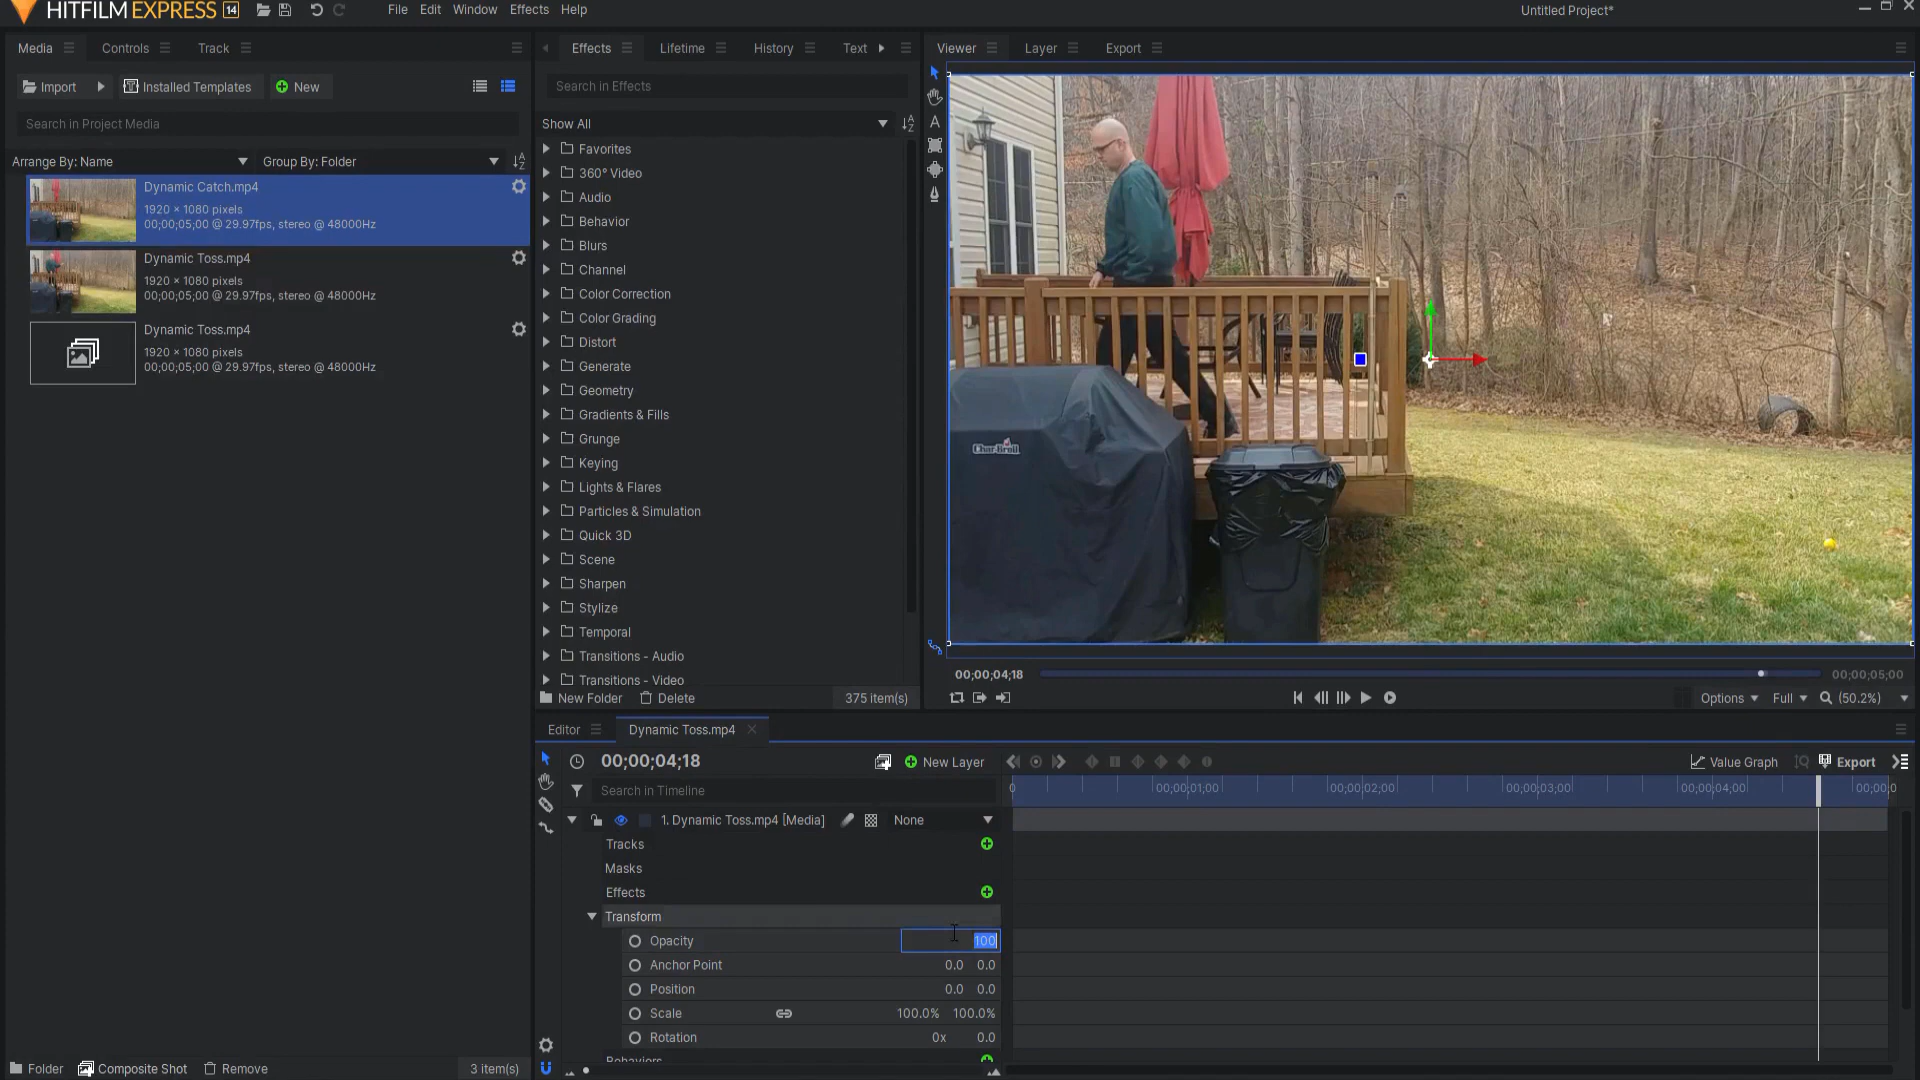 HITFILM EXPRESS 14
File Edit Window Effects Help
Untitled Project*
Media Controls Track
Import Installed Templates New
Search in Project Media
Arrange By: Name Group By: Folder
Dynamic Catch.mp4
1920 × 1080 pixels
00;00;05;00 @ 29.97fps, stereo @ 48000Hz
Dynamic Toss.mp4
1920 × 1080 pixels
00;00;05;00 @ 29.97fps, stereo @ 48000Hz
Dynamic Toss.mp4
1920 × 1080 pixels
00;00;05;00 @ 29.97fps, stereo @ 48000Hz
Folder Composite Shot Remove 3 item(s)
Effects Lifetime History Text
Search in Effects
Show All
Favorites
360° Video
Audio
Behavior
Blurs
Channel
Color Correction
Color Grading
Distort
Generate
Geometry
Gradients & Fills
Grunge
Keying
Lights & Flares
Particles & Simulation
Quick 3D
Scene
Sharpen
Stylize
Temporal
Transitions - Audio
Transitions - Video
New Folder Delete 375 item(s)
Viewer Layer Export
Char-Broil
00;00;04;18 00;00;05;00
Options Full (50.2%)
Editor Dynamic Toss.mp4
00;00;04;18 New Layer Value Graph Export
Search in Timeline
0 00;00;01;00 00;00;02;00 00;00;03;00 00;00;04;00 00;00;0
1. Dynamic Toss.mp4 [Media] None
Tracks
Masks
Effects
Transform
Opacity 100
Anchor Point 0.0 0.0
Position 0.0 0.0
Scale 100.0% 100.0%
Rotation 0x 0.0
Behaviors